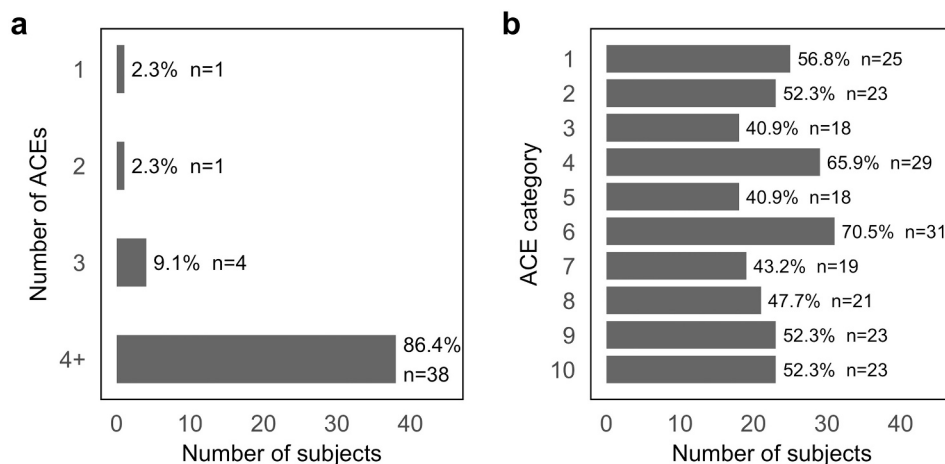 a
Number of ACEs
1
2.3% n=1
2
2.3% n=1
3
9.1% n=4
4+
86.4%
n=38
0 10 20 30 40
Number of subjects
b
ACE category
1
56.8% n=25
2
52.3% n=23
3
40.9% n=18
4
65.9% n=29
5
40.9% n=18
6
70.5% n=31
7
43.2% n=19
8
47.7% n=21
9
52.3% n=23
10
52.3% n=23
0 10 20 30 40
Number of subjects